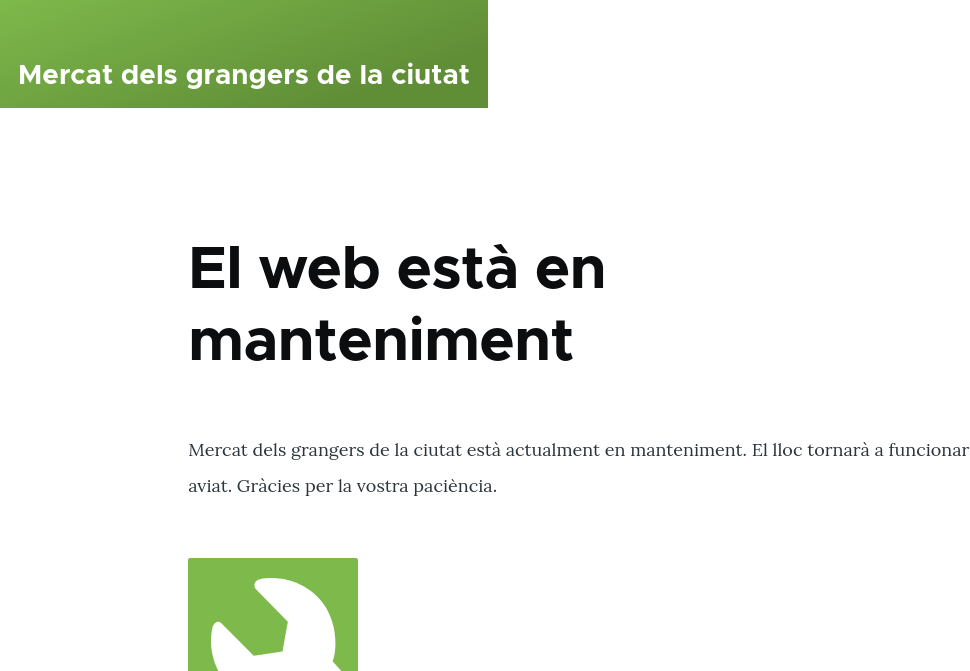 Mercat dels grangers de la ciutat
El web està en
manteniment
Mercat dels grangers de la ciutat està actualment en manteniment. El lloc tornarà a funcionar
aviat. Gràcies per la vostra paciència.